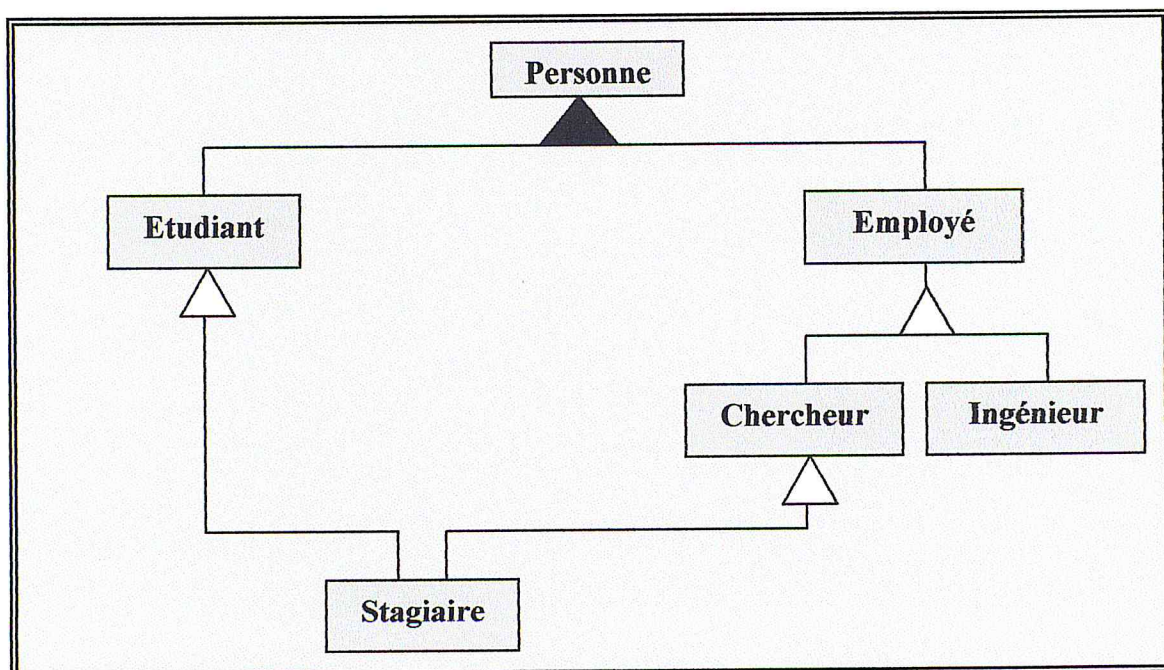 Personne
Etudiant
Employé
Chercheur
Ingénieur
Stagiaire